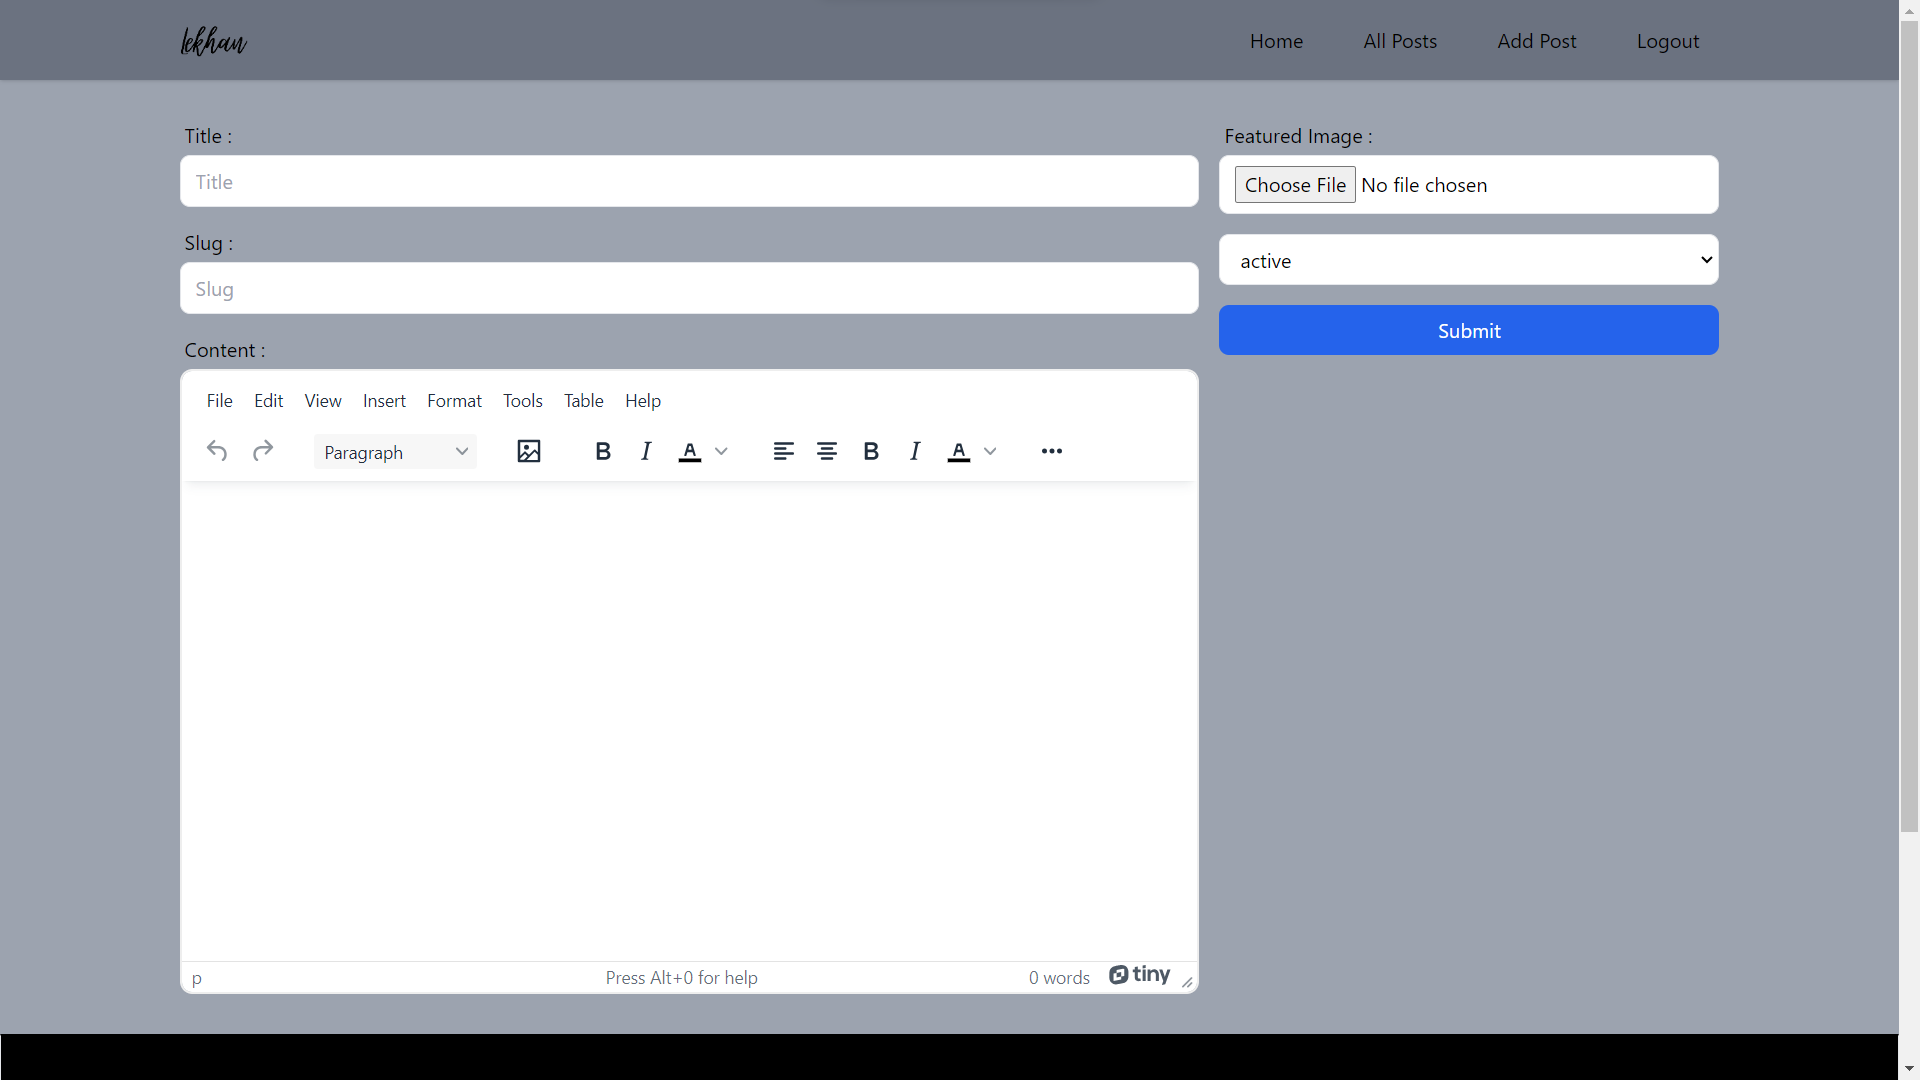 lekhan
Home All Posts Add Post Logout
Title :
Title
Slug :
Slug
Content :
File Edit View Insert Format Tools Table Help
Paragraph B I A B I A
p Press Alt+0 for help 0 words tiny
Featured Image :
Choose File No file chosen
active
Submit